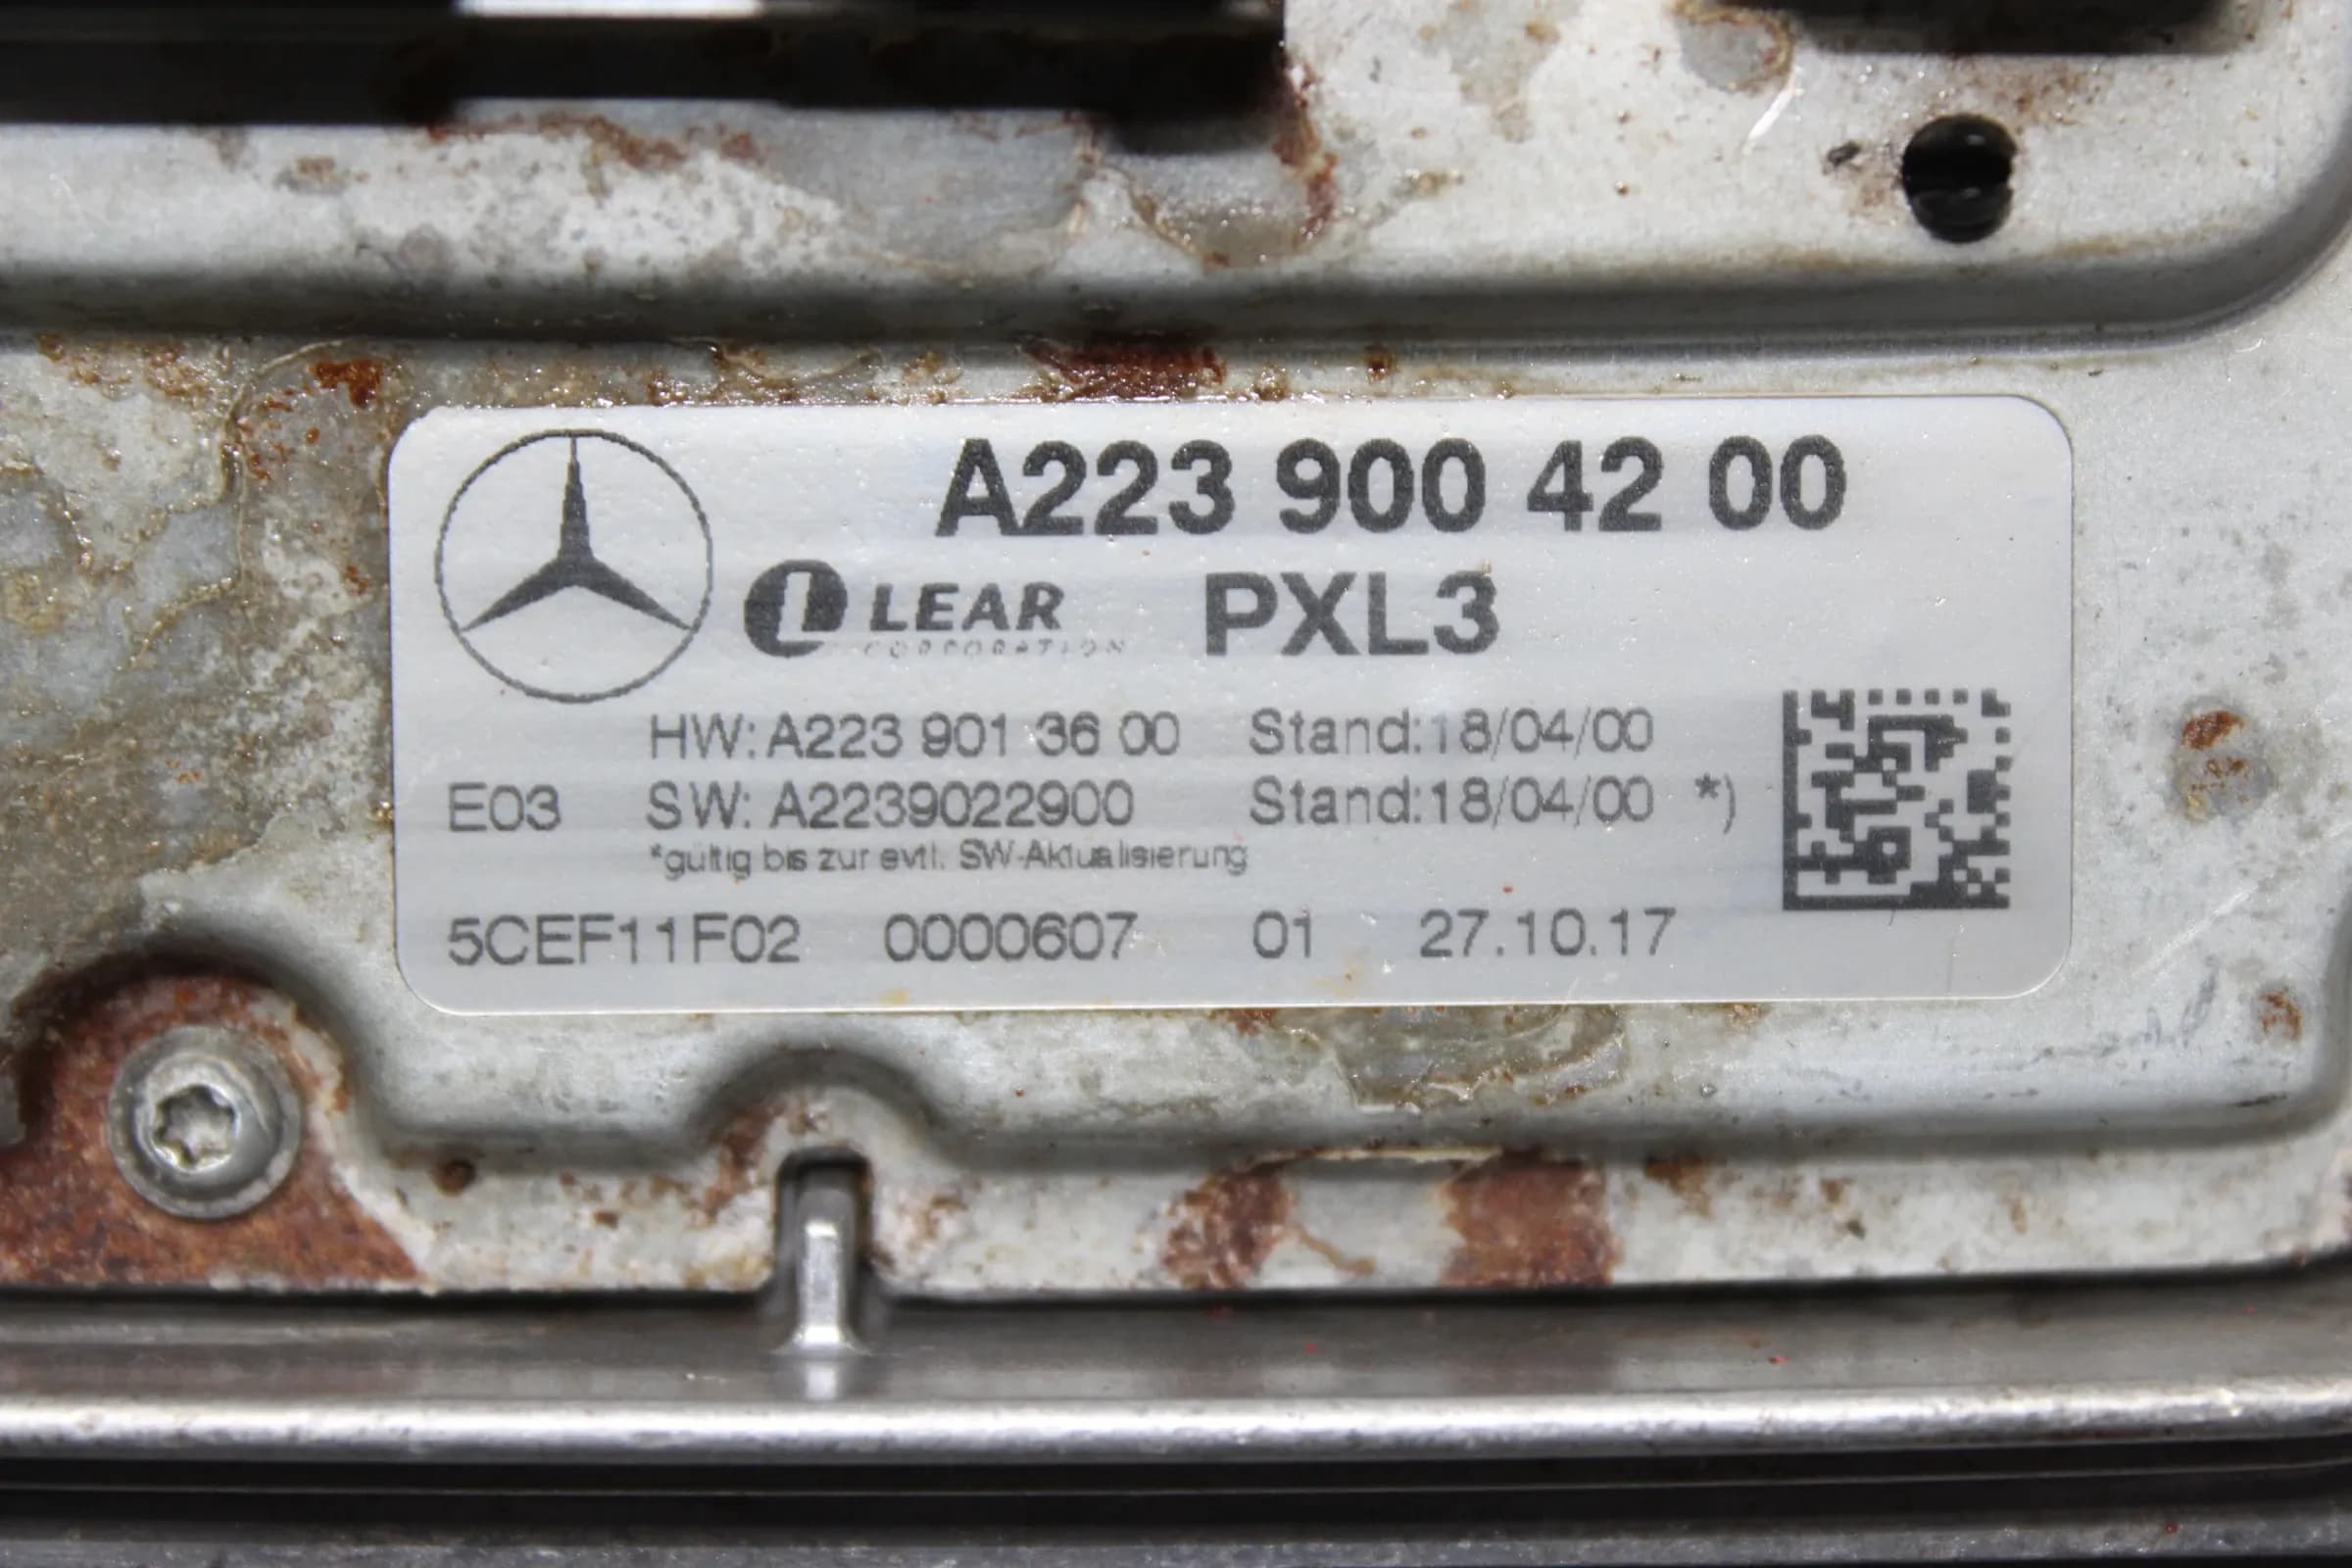 A223 900 42 00
LEAR PXL3
CORPORATION
HW: A223 901 36 00 Stand:18/04/00
E03 SW: A2239022900 Stand:18/04/00 *)
*gültig bis zur evtl. SW-Aktualisierung
5CEF11F02 0000607 01 27.10.17